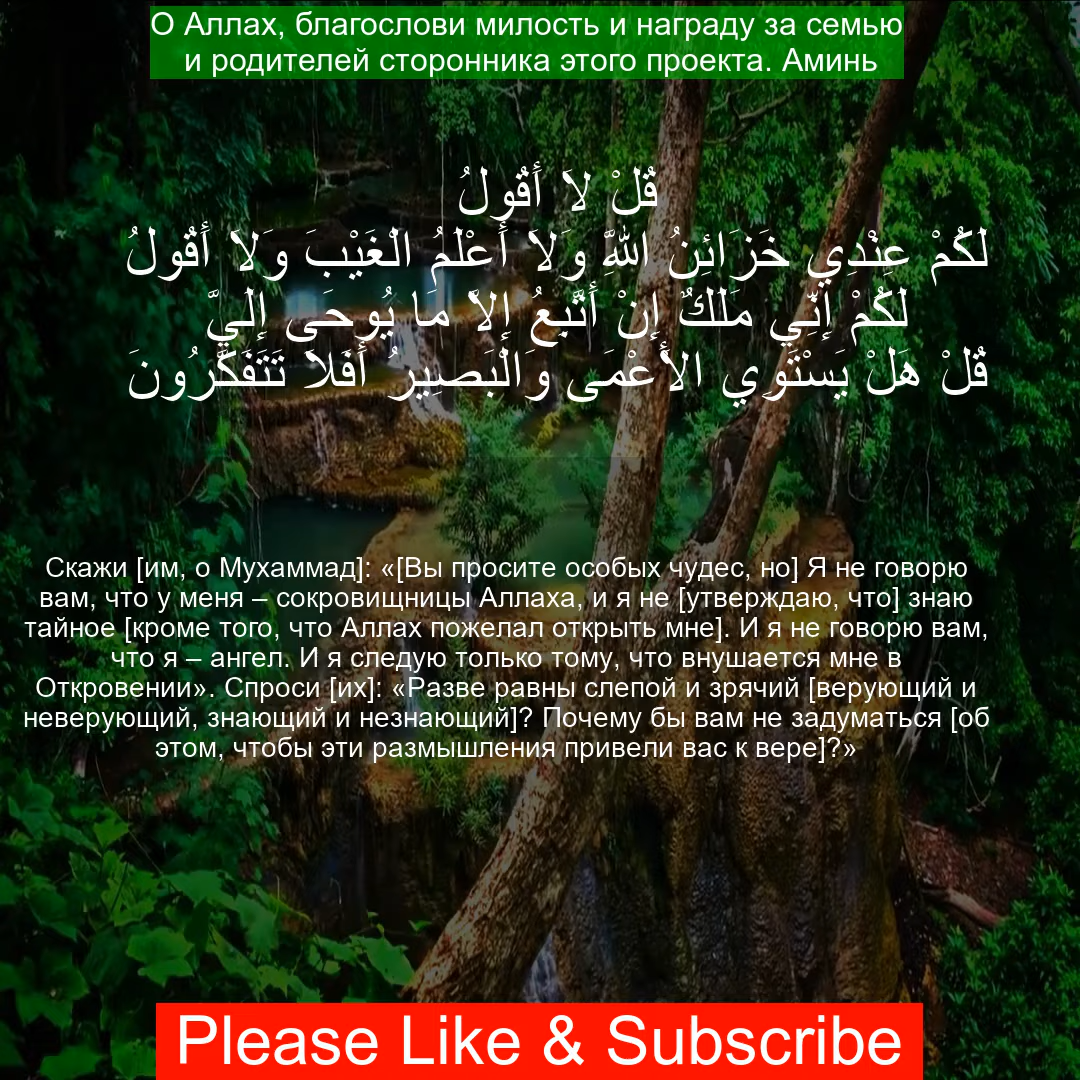 О Аллах, благослови милость и награду за семью
и родителей сторонника этого проекта. Аминь
قُلْ لاَ أَقُولُ
لَكُمْ عِنْدِي خَزَائِنُ اللَّهِ وَلاَ أَعْلَمُ الْغَيْبَ وَلاَ أَقُولُ
لَكُمْ إِنِّي مَلَكٌ إِنْ أَتَّبِعُ إِلاَّ مَا يُوحَى إِلَيَّ
قُلْ هَلْ يَسْتَوِي الأَعْمَى وَالْبَصِيرُ أَفَلاَ تَتَفَكَّرُونَ
Скажи [им, о Мухаммад]: «[Вы просите особых чудес, но] Я не говорю
вам, что у меня – сокровищницы Аллаха, и я не [утверждаю, что] знаю
тайное [кроме того, что Аллах пожелал открыть мне]. И я не говорю вам,
что я – ангел. И я следую только тому, что внушается мне в
Откровении». Спроси [их]: «Разве равны слепой и зрячий [верующий и
неверующий, знающий и незнающий]? Почему бы вам не задуматься [об
этом, чтобы эти размышления привели вас к вере]?»
Please Like & Subscribe